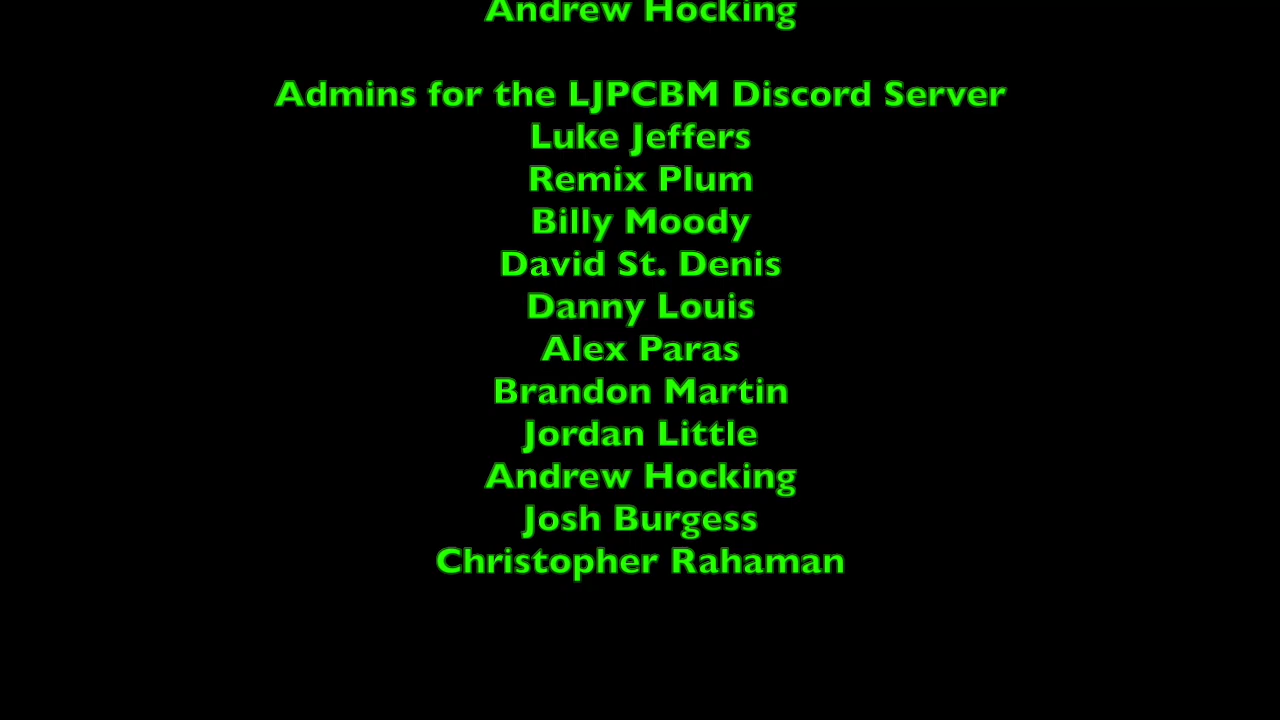 Andrew Hocking
Admins for the LJPCBM Discord Server
Luke Jeffers
Remix Plum
Billy Moody
David St. Denis
Danny Louis
Alex Paras
Brandon Martin
Jordan Little
Andrew Hocking
Josh Burgess
Christopher Rahaman